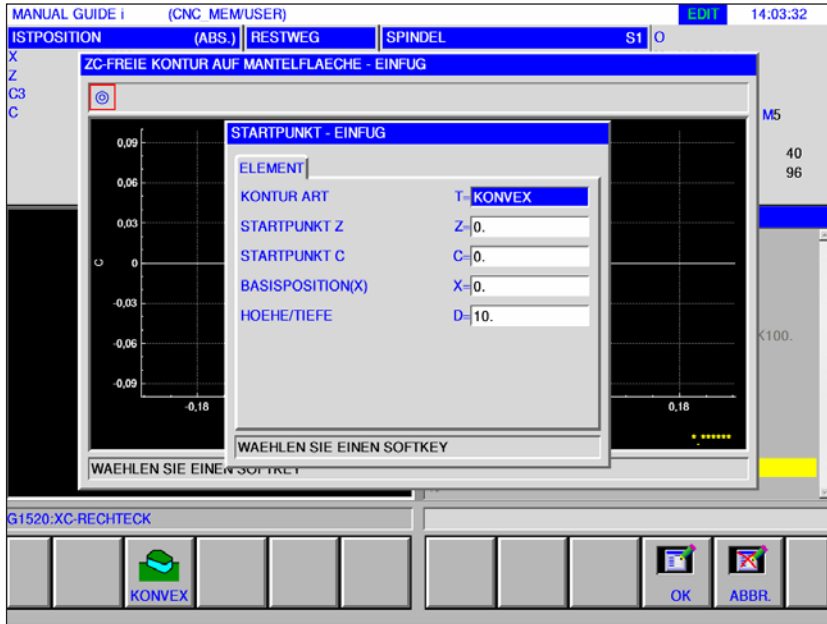 MANUAL GUIDE i (CNC_MEM/USER) EDIT 14:03:32
ISTPOSITION (ABS.) RESTWEG SPINDEL S1 O
X
Z
C3
C
ZC-FREIE KONTUR AUF MANTELFLAECHE - EINFUG
M5
40
96
STARTPUNKT - EINFUG
ELEMENT
KONTUR ART T= KONVEX
STARTPUNKT Z Z= 0.
STARTPUNKT C C= 0.
BASISPOSITION(X) X= 0.
HOEHE/TIEFE D= 10.
WAEHLEN SIE EINEN SOFTKEY
0,09
0,06
0,03
C 0
-0,03
-0,06
-0,09
-0,18 0,18
*.******
X100.
WAEHLEN SIE EINEN SOFTKEY
G1520:XC-RECHTECK
KONVEX OK ABBR.